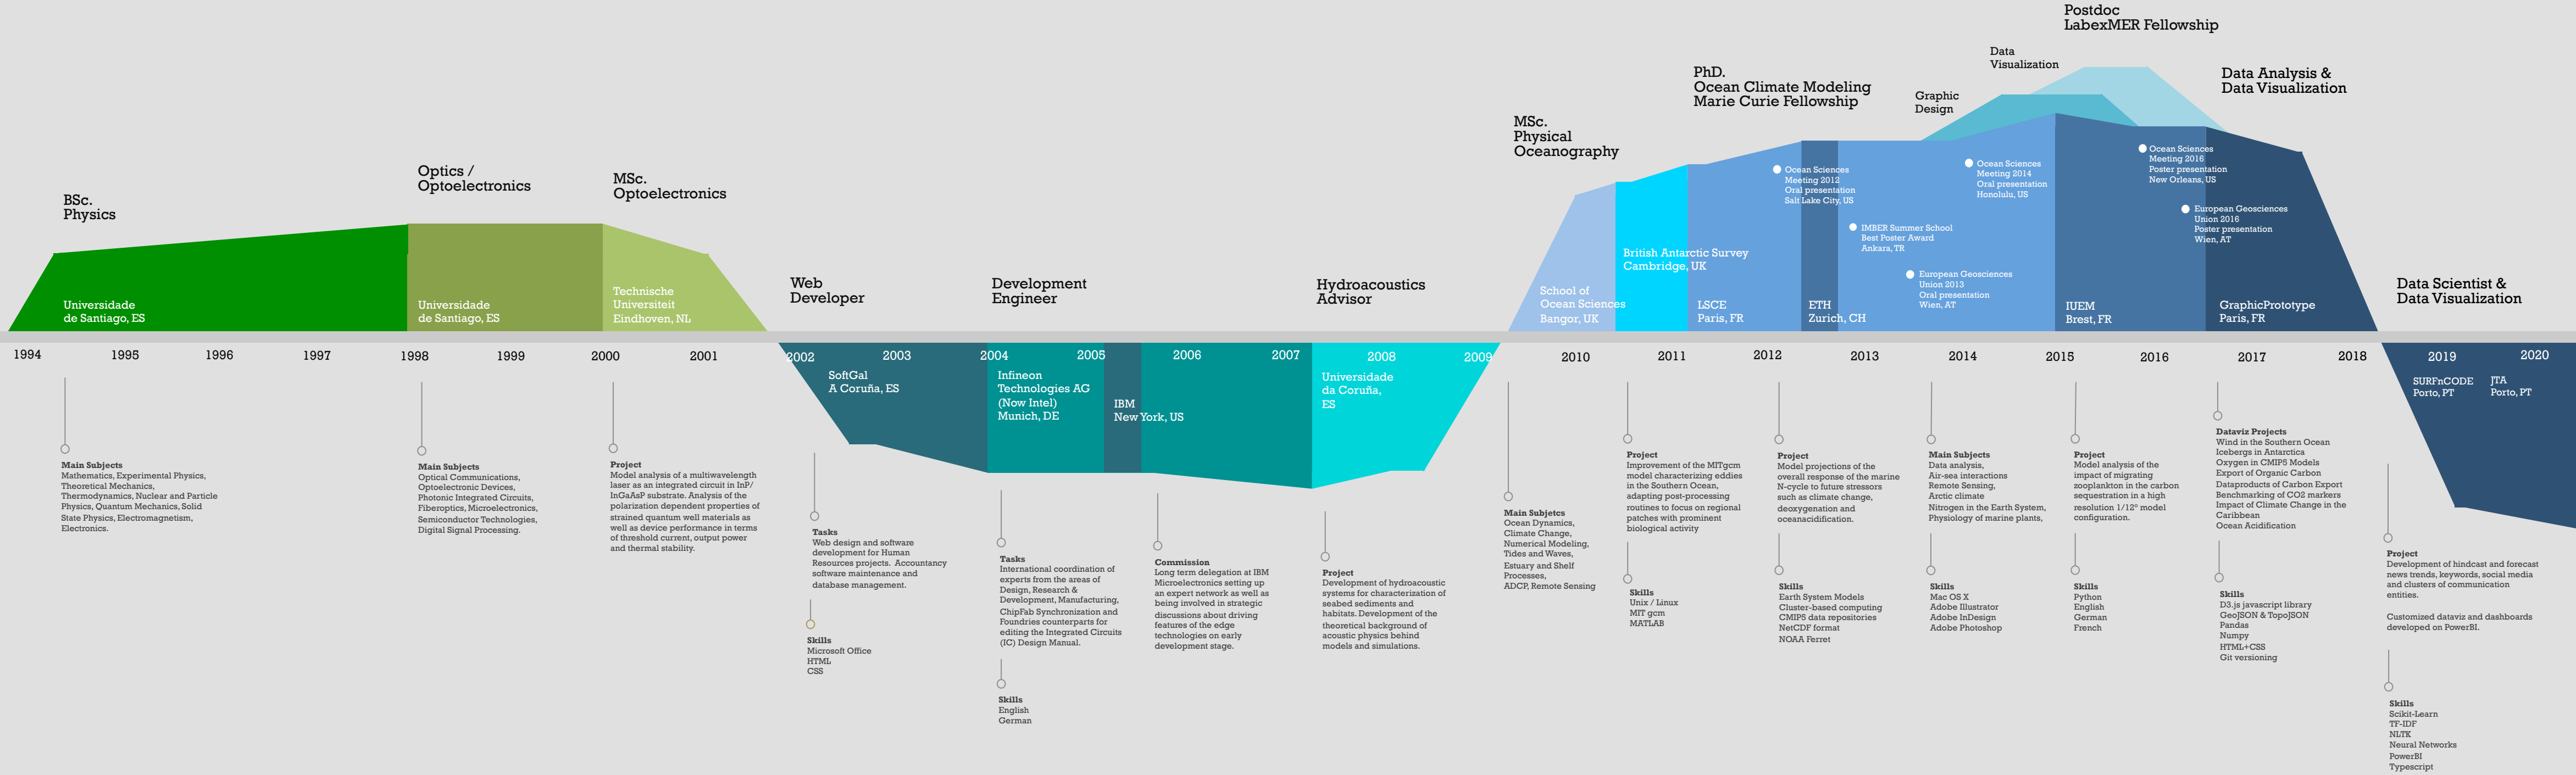 Postdoc
LabexMER Fellowship
Data
Visualization
PhD.
Ocean Climate Modeling
Marie Curie Fellowship
Data Analysis &
Data Visualization
Graphic
Design
MSc.
Physical
Oceanography
Optics /
Optoelectronics
MSc.
Optoelectronics
BSc.
Physics
Web
Developer
Development
Engineer
Hydroacoustics
Advisor
Data Scientist &
Data Visualization
Universidade
de Santiago, ES
Universidade
de Santiago, ES
Technische
Universiteit
Eindhoven, NL
School of
Ocean Sciences
Bangor, UK
British Antarctic Survey
Cambridge, UK
LSCE
Paris, FR
ETH
Zurich, CH
IUEM
Brest, FR
GraphicPrototype
Paris, FR
Ocean Sciences
Meeting 2012
Oral presentation
Salt Lake City, US
IMBER Summer School
Best Poster Award
Ankara, TR
European Geosciences
Union 2013
Oral presentation
Wien, AT
Ocean Sciences
Meeting 2014
Oral presentation
Honolulu, US
Ocean Sciences
Meeting 2016
Poster presentation
New Orleans, US
European Geosciences
Union 2016
Poster presentation
Wien, AT
1994 1995 1996 1997 1998 1999 2000 2001 2002 2003 2004 2005 2006 2007 2008 2009 2010 2011 2012 2013 2014 2015 2016 2017 2018 2019 2020
SoftGal
A Coruña, ES
Infineon
Technologies AG
(Now Intel)
Munich, DE
IBM
New York, US
Universidade
da Coruña,
ES
SURFnCODE
Porto, PT
JTA
Porto, PT
Main Subjects
Mathematics, Experimental Physics,
Theoretical Mechanics,
Thermodynamics, Nuclear and Particle
Physics, Quantum Mechanics, Solid
State Physics, Electromagnetism,
Electronics.
Main Subjects
Optical Communications,
Optoelectronic Devices,
Photonic Integrated Circuits,
Fiberoptics, Microelectronics,
Semiconductor Technologies,
Digital Signal Processing.
Project
Model analysis of a multiwavelength
laser as an integrated circuit in InP/
InGaAsP substrate. Analysis of the
polarization dependent properties of
strained quantum well materials as
well as device performance in terms
of threshold current, output power
and thermal stability.
Tasks
Web design and software
development for Human
Resources projects. Accountancy
software maintenance and
database management.
Skills
Microsoft Office
HTML
CSS
Tasks
International coordination of
experts from the areas of
Design, Research &
Development, Manufacturing,
ChipFab Synchronization and
Foundries counterparts for
editing the Integrated Circuits
(IC) Design Manual.
Skills
English
German
Commission
Long term delegation at IBM
Microelectronics setting up
an expert network as well as
being involved in strategic
discussions about driving
features of the edge
technologies on early
development stage.
Project
Development of hydroacoustic
systems for characterization of
seabed sediments and
habitats. Development of the
theoretical background of
acoustic physics behind
models and simulations.
Main Subjetcs
Ocean Dynamics,
Climate Change,
Numerical Modeling,
Tides and Waves,
Estuary and Shelf
Processes,
ADCP, Remote Sensing
Project
Improvement of the MITgcm
model characterizing eddies
in the Southern Ocean,
adapting post-processing
routines to focus on regional
patches with prominent
biological activity
Skills
Unix / Linux
MIT gcm
MATLAB
Project
Model projections of the
overall response of the marine
N-cycle to future stressors
such as climate change,
deoxygenation and
oceanacidification.
Skills
Earth System Models
Cluster-based computing
CMIP5 data repositories
NetCDF format
NOAA Ferret
Main Subjects
Data analysis,
Air-sea interactions
Remote Sensing,
Arctic climate
Nitrogen in the Earth System,
Physiology of marine plants,
Skills
Mac OS X
Adobe Illustrator
Adobe InDesign
Adobe Photoshop
Project
Model analysis of the
impact of migrating
zooplankton in the carbon
sequestration in a high
resolution 1/12º model
configuration.
Skills
Python
English
German
French
Dataviz Projects
Wind in the Southern Ocean
Icebergs in Antarctica
Oxygen in CMIP5 Models
Export of Organic Carbon
Dataproducts of Carbon Export
Benchmarking of CO2 markers
Impact of Climate Change in the
Caribbean
Ocean Acidification
Skills
D3.js javascript library
GeoJSON & TopoJSON
Pandas
Numpy
HTML+CSS
Git versioning
Project
Development of hindcast and forecast
news trends, keywords, social media
and clusters of communication
entities.
Customized dataviz and dashboards
developed on PowerBI.
Skills
Scikit-Learn
TF-IDF
NLTK
Neural Networks
PowerBI
Typescript